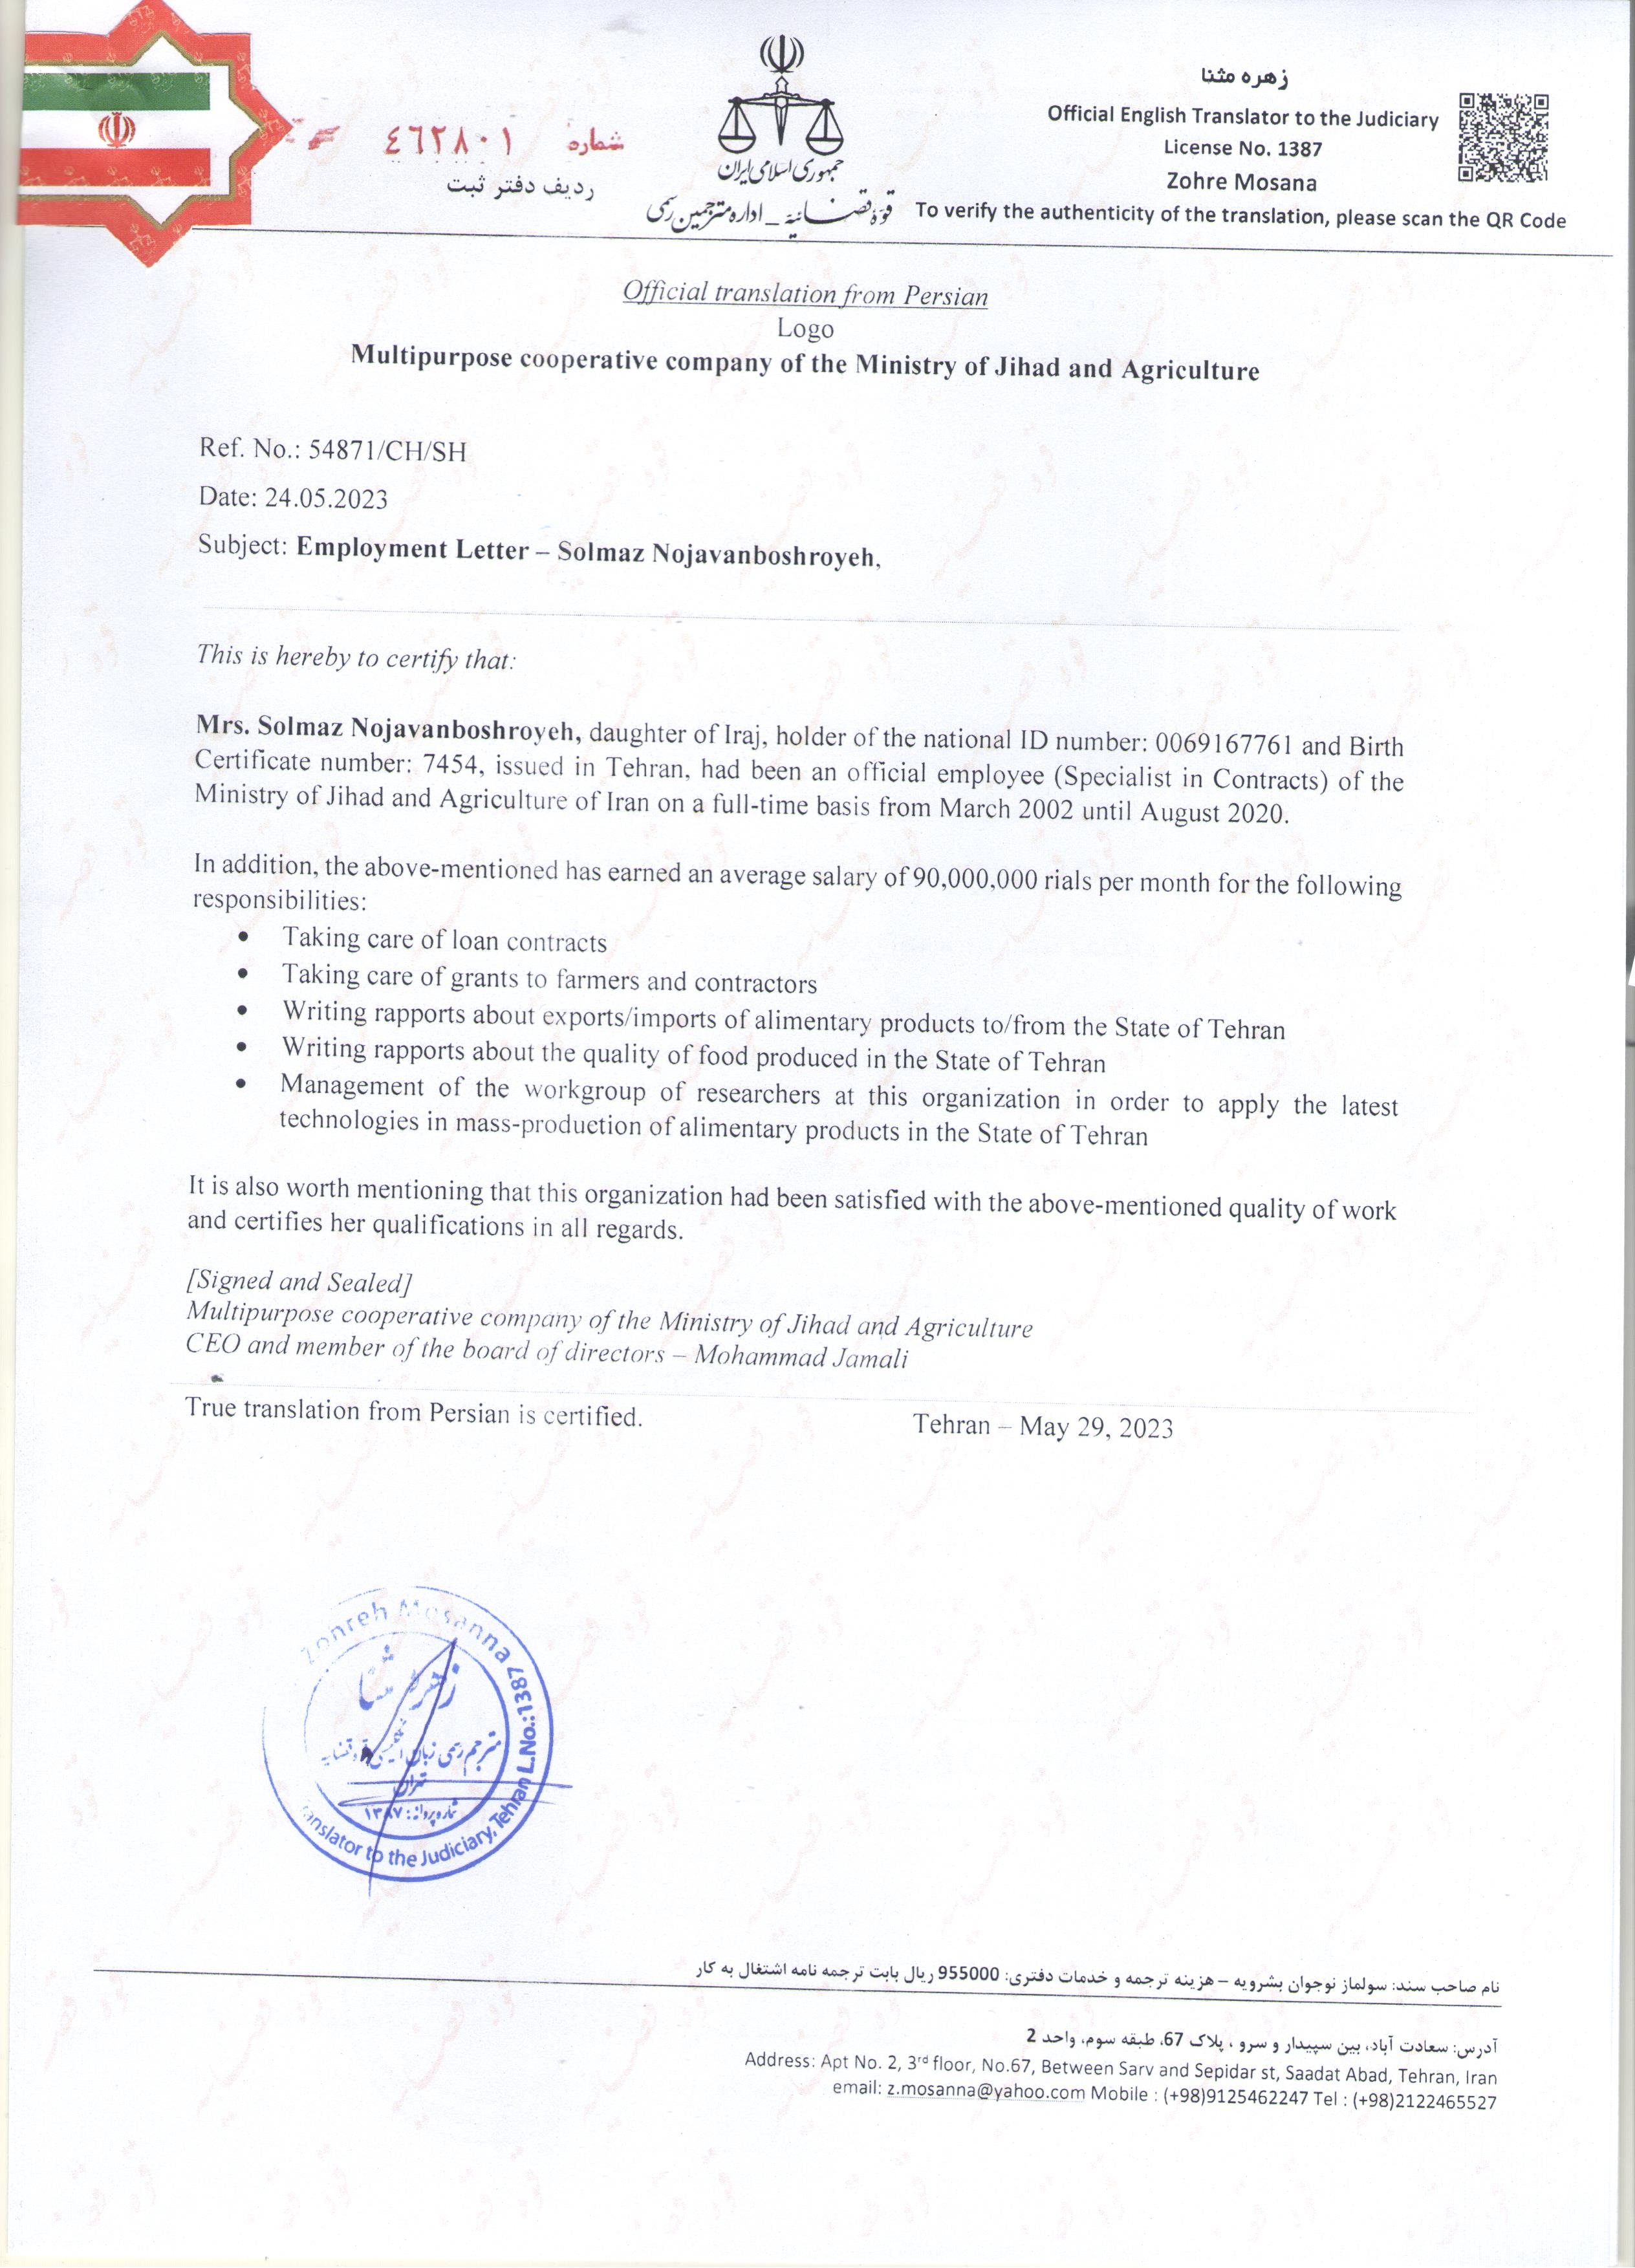 شماره ٤٦٢٨٠١
ردیف دفتر ثبت
جمهوری اسلامی ایران
قوه قضائیه _ اداره مترجمین رسمی
زهره مثنا
Official English Translator to the Judiciary
License No. 1387
Zohre Mosana
To verify the authenticity of the translation, please scan the QR Code
Official translation from Persian
Logo
Multipurpose cooperative company of the Ministry of Jihad and Agriculture
Ref. No.: 54871/CH/SH
Date: 24.05.2023
Subject: Employment Letter – Solmaz Nojavanboshroyeh,
This is hereby to certify that:
Mrs. Solmaz Nojavanboshroyeh, daughter of Iraj, holder of the national ID number: 0069167761 and Birth
Certificate number: 7454, issued in Tehran, had been an official employee (Specialist in Contracts) of the
Ministry of Jihad and Agriculture of Iran on a full-time basis from March 2002 until August 2020.
In addition, the above-mentioned has earned an average salary of 90,000,000 rials per month for the following
responsibilities:
• Taking care of loan contracts
• Taking care of grants to farmers and contractors
• Writing rapports about exports/imports of alimentary products to/from the State of Tehran
• Writing rapports about the quality of food produced in the State of Tehran
• Management of the workgroup of researchers at this organization in order to apply the latest
technologies in mass-production of alimentary products in the State of Tehran
It is also worth mentioning that this organization had been satisfied with the above-mentioned quality of work
and certifies her qualifications in all regards.
[Signed and Sealed]
Multipurpose cooperative company of the Ministry of Jihad and Agriculture
CEO and member of the board of directors – Mohammad Jamali
True translation from Persian is certified. Tehran – May 29, 2023
Zohreh Mosanna
زهره مثنا
مترجم رسمی زبان انگلیسی قوه قضائیه
تهران
شماره پروانه: ۱۳۸۷
Translator to the Judiciary, Tehran L.No.:1387
نام صاحب سند: سولماز نوجوان بشرویه – هزینه ترجمه و خدمات دفتری: 955000 ریال بابت ترجمه نامه اشتغال به کار
آدرس: سعادت آباد، بین سپیدار و سرو ، پلاک 67، طبقه سوم، واحد 2
Address: Apt No. 2, 3rd floor, No.67, Between Sarv and Sepidar st, Saadat Abad, Tehran, Iran
email: z.mosanna@yahoo.com Mobile : (+98)9125462247 Tel : (+98)2122465527